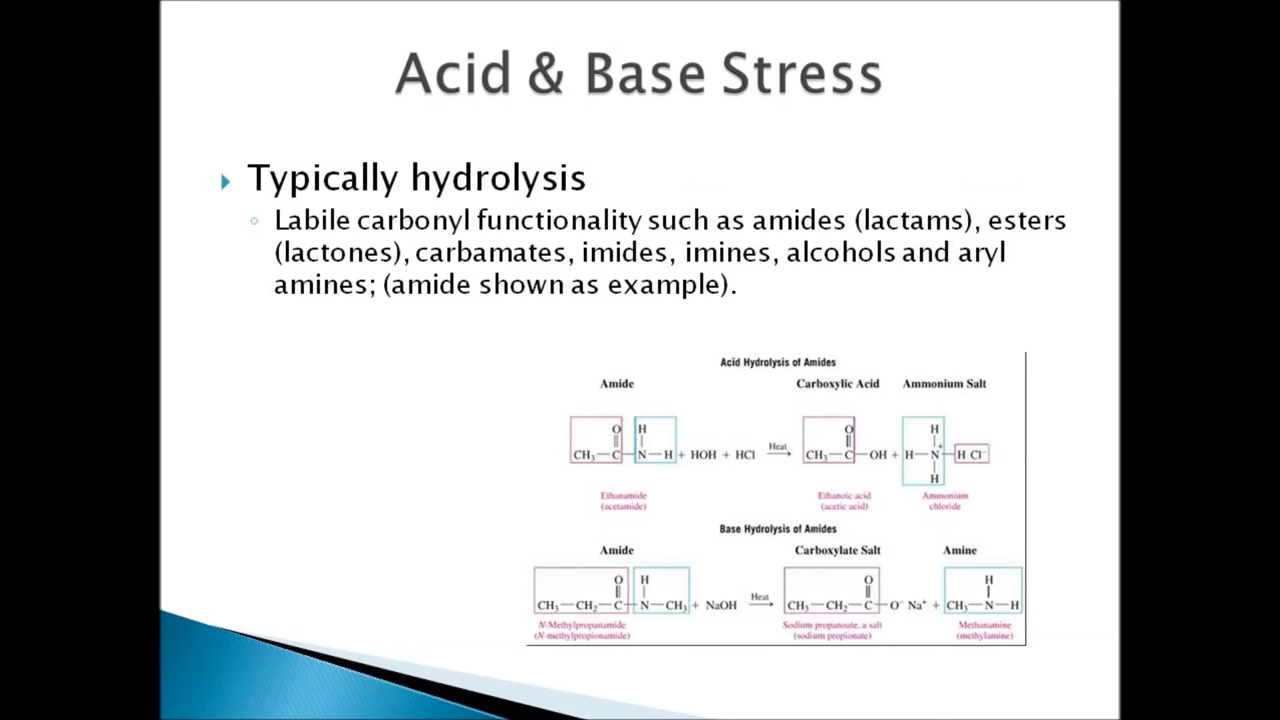 Acid & Base Stress
Typically hydrolysis
Labile carbonyl functionality such as amides (lactams), esters
(lactones), carbamates, imides, imines, alcohols and aryl
amines; (amide shown as example).
Acid Hydrolysis of Amides
Amide Carboxylic Acid Ammonium Salt
O H O H
CH₃—C—N—H + HOH + HCl Heat CH₃—C—OH + H—N⁺—H Cl⁻
H
Ethanamide Ethanoic acid Ammonium
(acetamide) (acetic acid) chloride
Base Hydrolysis of Amides
Amide Carboxylate Salt Amine
O H O H
CH₃—CH₂—C—N—CH₃ + NaOH Heat CH₃—CH₂—C—O⁻ Na⁺ + CH₃—N—H
N-Methylpropanamide Sodium propanoate, a salt Methanamine
(N-methylpropionamide) (sodium propionate) (methylamine)